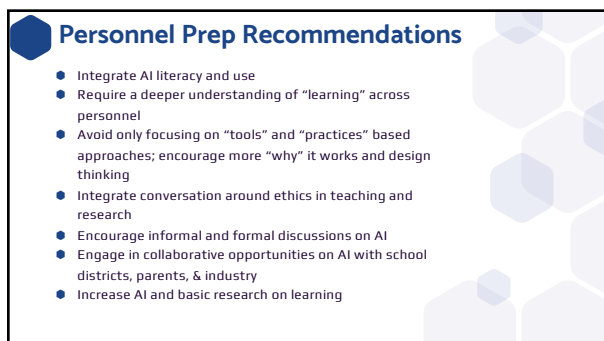 Personnel Prep Recommendations
Integrate AI literacy and use
Require a deeper understanding of “learning” across
personnel
Avoid only focusing on “tools” and “practices” based
approaches; encourage more “why” it works and design
thinking
Integrate conversation around ethics in teaching and
research
Encourage informal and formal discussions on AI
Engage in collaborative opportunities on AI with school
districts, parents, & industry
Increase AI and basic research on learning